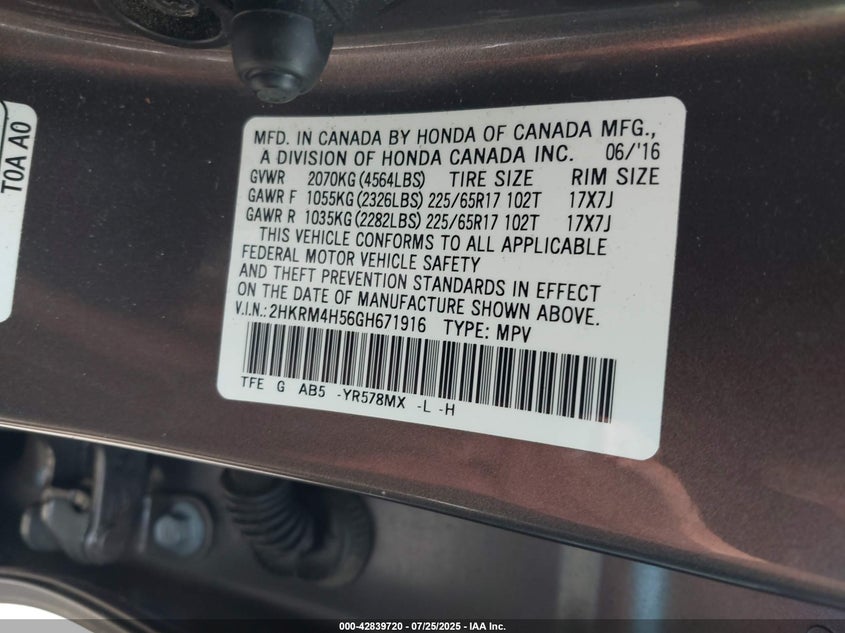 TOA A0
MFD. IN CANADA BY HONDA OF CANADA MFG.,
A DIVISION OF HONDA CANADA INC. 06/'16
GVWR 2070KG (4564LBS) TIRE SIZE RIM SIZE
GAWR F 1055KG (2326LBS) 225/65R17 102T 17X7J
GAWR R 1035KG (2282LBS) 225/65R17 102T 17X7J
THIS VEHICLE CONFORMS TO ALL APPLICABLE
FEDERAL MOTOR VEHICLE SAFETY
AND THEFT PREVENTION STANDARDS IN EFFECT
ON THE DATE OF MANUFACTURE SHOWN ABOVE.
V.I.N.: 2HKRM4H56GH671916 TYPE: MPV
TFE G AB5 -YR578MX -L -H
000-42839720 - 07/25/2025 - IAA Inc.